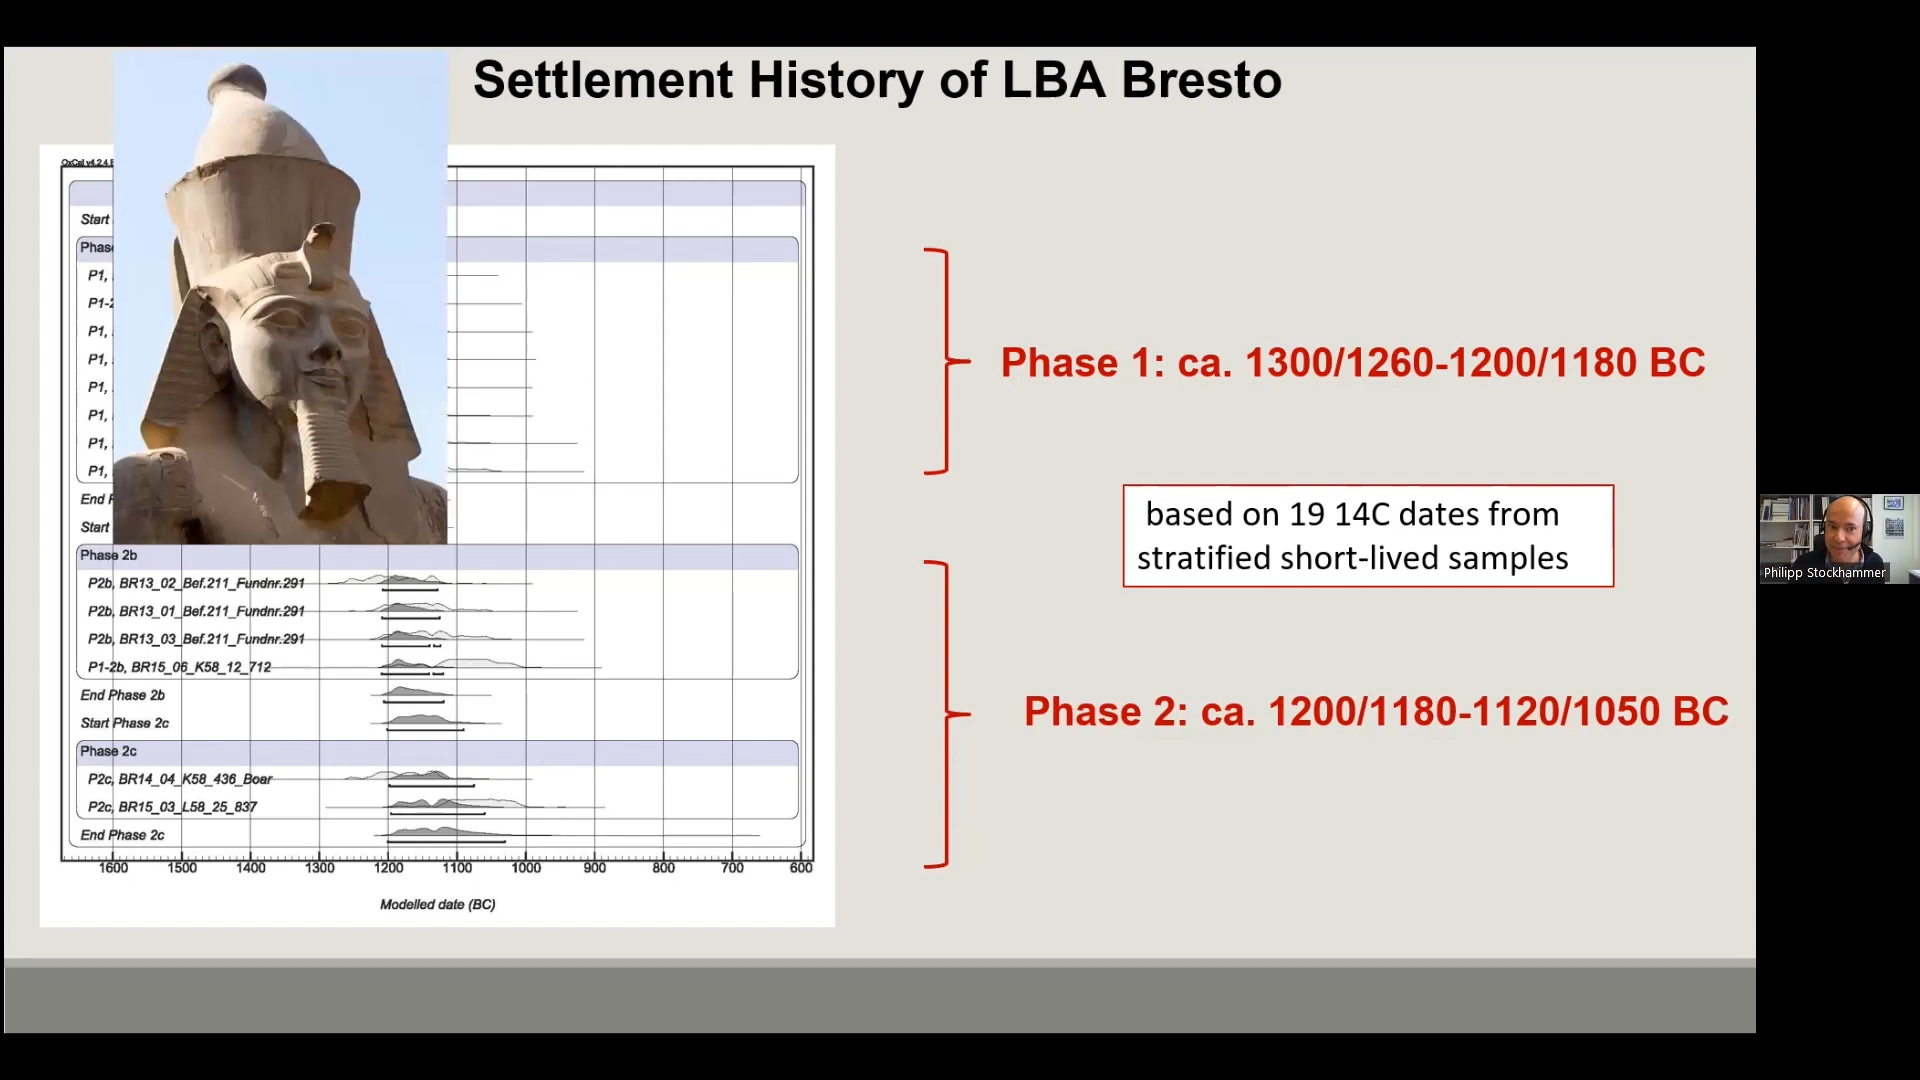 Settlement History of LBA Bresto
OxCal v4.2.4
Start
Phase
P1,
P1-2
P1,
P1,
P1,
P1,
P1,
P1,
End
Start
Phase 2b
P2b, BR13_02_Bef.211_Fundnr.291
P2b, BR13_01_Bef.211_Fundnr.291
P2b, BR13_03_Bef.211_Fundnr.291
P1-2b, BR15_06_K58_12_712
End Phase 2b
Start Phase 2c
Phase 2c
P2c, BR14_04_K58_436_Boar
P2c, BR15_03_L58_25_837
End Phase 2c
1600 1500 1400 1300 1200 1100 1000 900 800 700 600
Modelled date (BC)
Phase 1: ca. 1300/1260-1200/1180 BC
based on 19 14C dates from
stratified short-lived samples
Phase 2: ca. 1200/1180-1120/1050 BC
Philipp Stockhammer